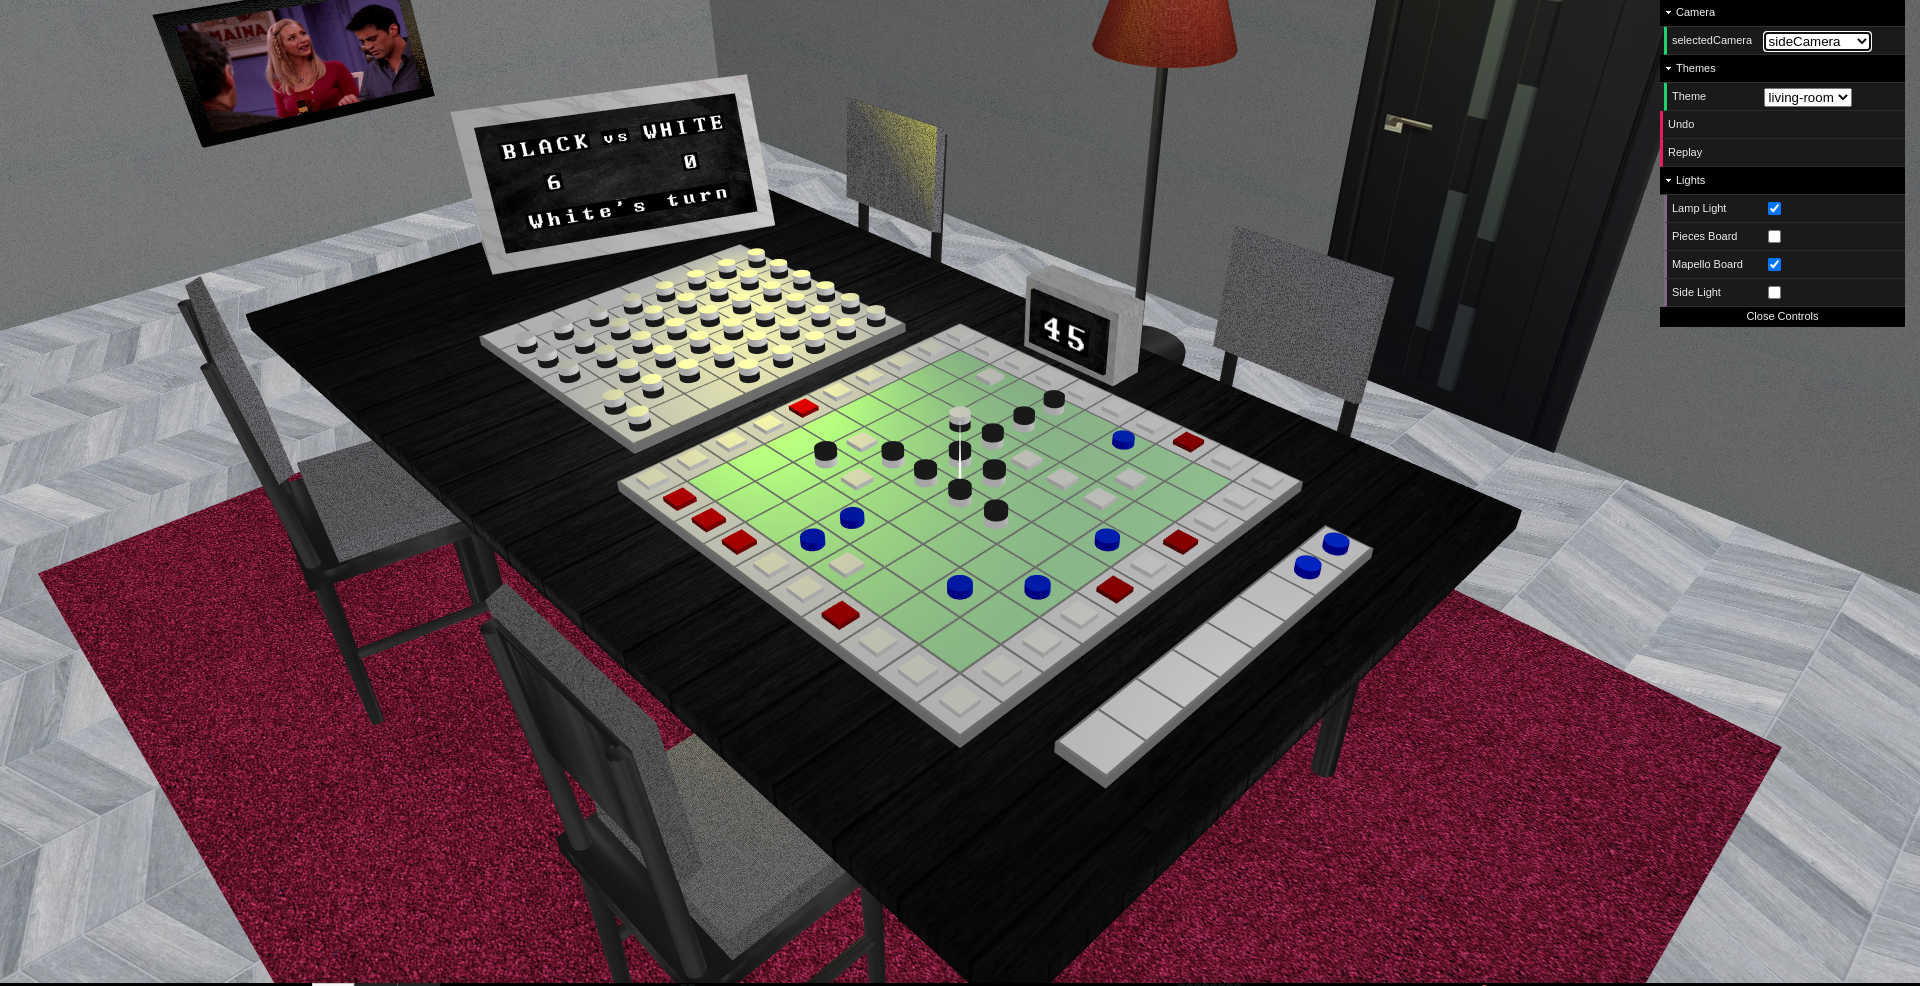 MAINA
BLACK vs WHITE
6 0
White's turn
45
Camera
selectedCamera sideCamera
Themes
Theme living-room
Undo
Replay
Lights
Lamp Light
Pieces Board
Mapello Board
Side Light
Close Controls